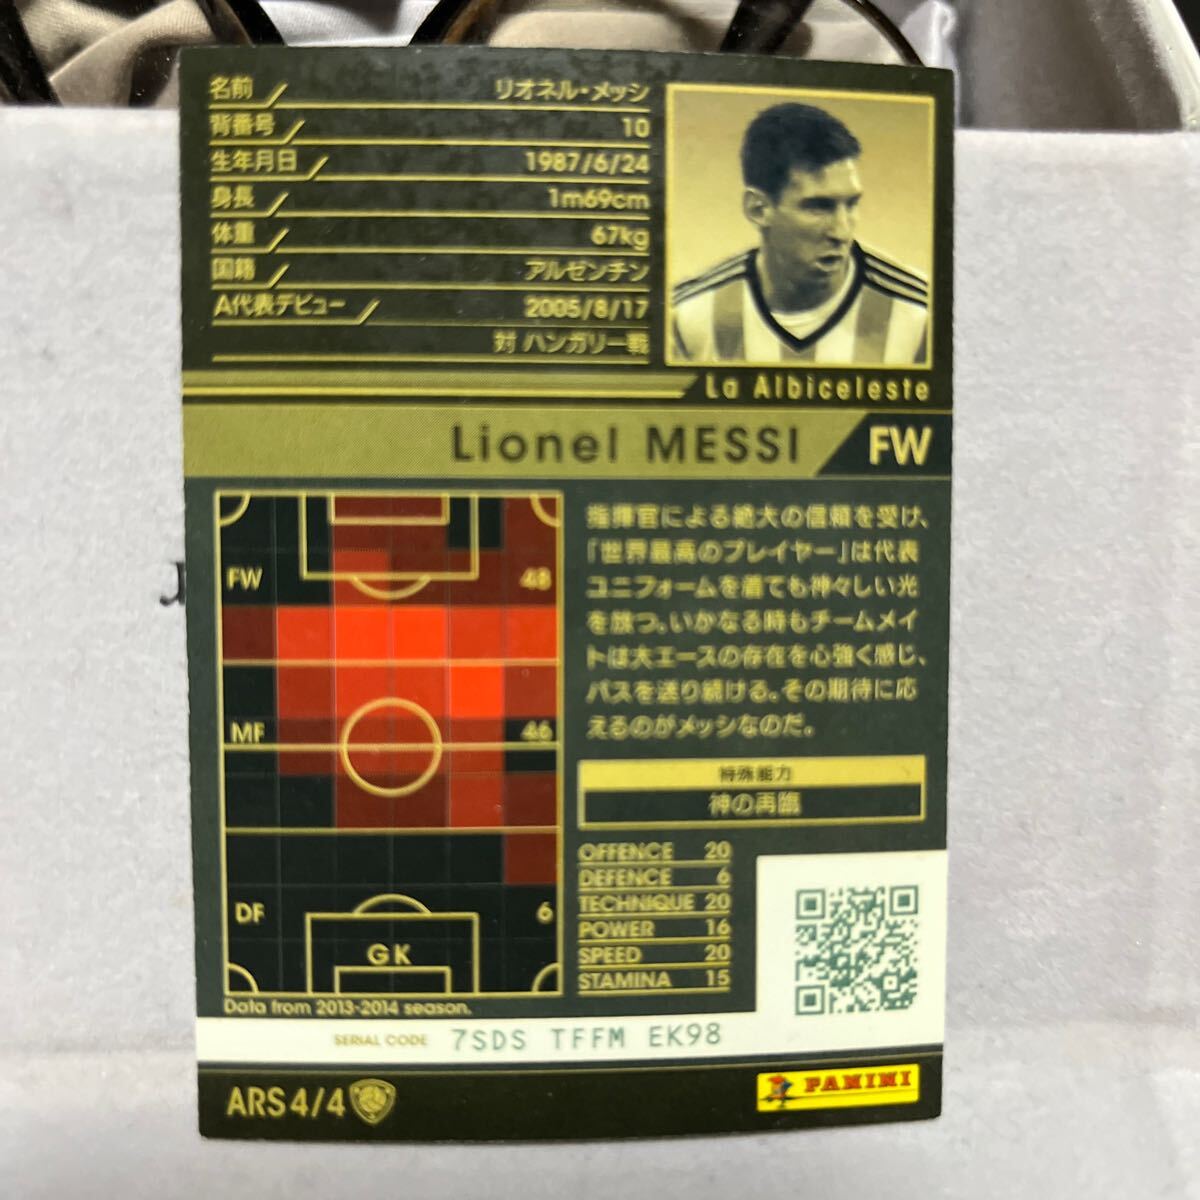 名前 リオネル・メッシ
背番号 10
生年月日 1987/6/24
身長 1m69cm
体重 67kg
国籍 アルゼンチン
A代表デビュー 2005/8/17
対 ハンガリー戦
La Albiceleste
Lionel MESSI FW
指揮官による絶大の信頼を受け、
「世界最高のプレイヤー」は代表
ユニフォームを着ても神々しい光
を放つ。いかなる時もチームメイ
トは大エースの存在を心強く感じ、
パスを送り続ける。その期待に応
えるのがメッシなのだ。
特殊能力
神の再臨
FW 48
MF 46
DF 6
GK
Data from 2013-2014 season.
OFFENCE 20
DEFENCE 6
TECHNIQUE 20
POWER 16
SPEED 20
STAMINA 15
SERIAL CODE 7SDS TFFM EK98
ARS 4/4
PANINI
J